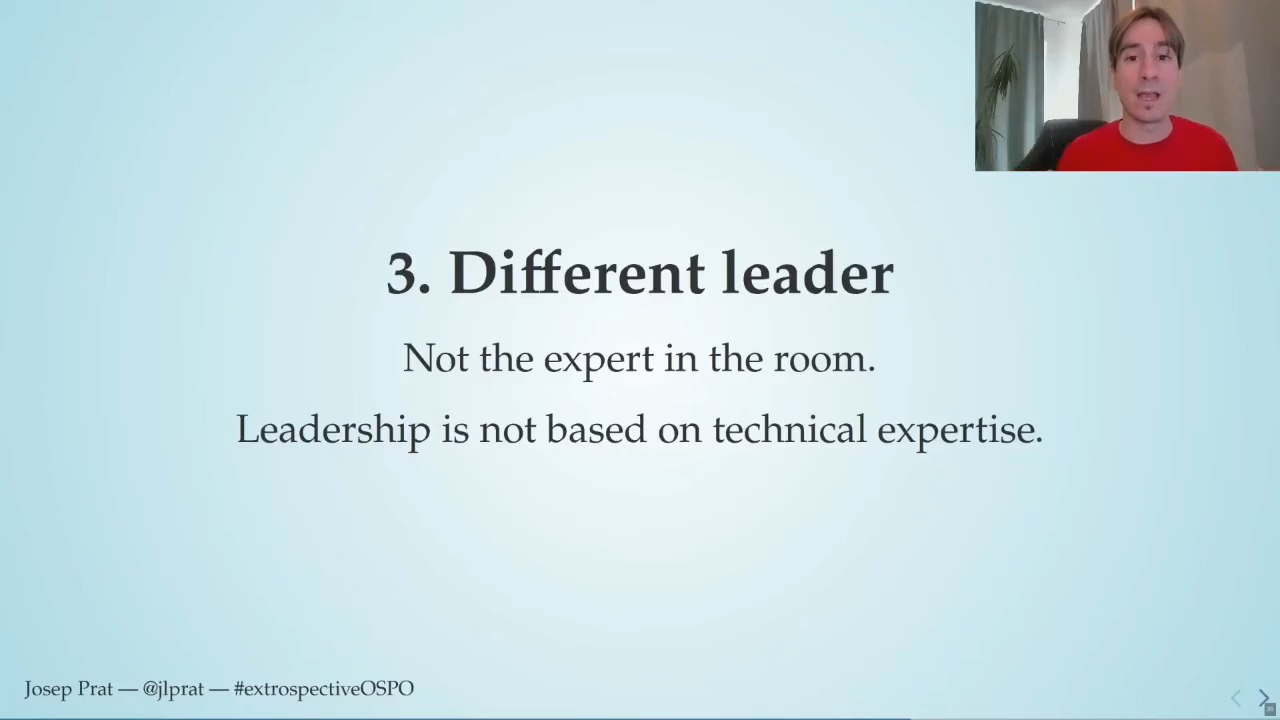 3. Different leader
Not the expert in the room.
Leadership is not based on technical expertise.
Josep Prat — @jlprat — #extrospectiveOSPO